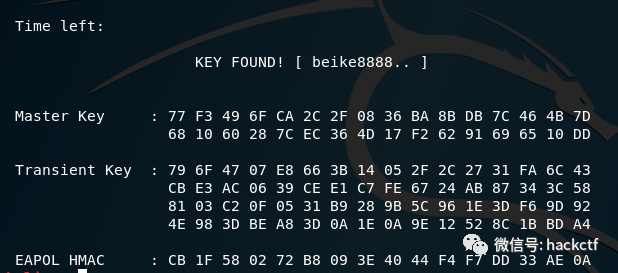 Time left:
KEY FOUND! [ beike8888.. ]
Master Key : 77 F3 49 6F CA 2C 2F 08 36 BA 8B DB 7C 46 4B 7D
68 10 60 28 7C EC 36 4D 17 F2 62 91 69 65 10 DD
Transient Key : 79 6F 47 07 E8 66 3B 14 05 2F 2C 27 31 FA 6C 43
CB E3 AC 06 39 CE E1 C7 FE 67 24 AB 87 34 3C 58
81 03 C2 0F 05 31 B9 28 9B 5C 96 1E 3D F6 9D 92
4E 98 3D BE A8 3D 0A 1E 0A 9E 12 52 8C 1B BD A4
微信号: hackctf
EAPOL HMAC : CB 1F 58 02 72 B8 09 3E 40 44 F4 F7 DD 33 AE 0A